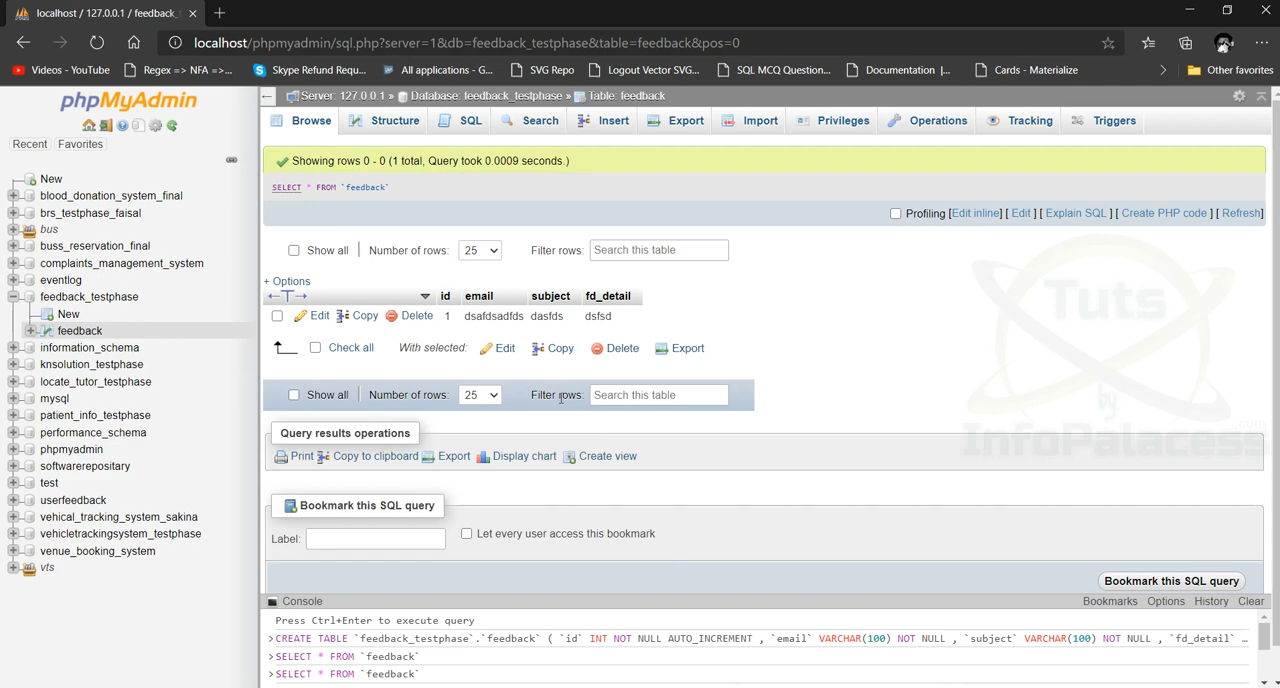 localhost / 127.0.0.1 / feedback_
localhost/phpmyadmin/sql.php?server=1&db=feedback_testphase&table=feedback&pos=0
Videos - YouTube
Regex => NFA =>...
Skype Refund Requ...
All applications - G...
SVG Repo
Logout Vector SVG...
SQL MCQ Question...
Documentation |...
Cards - Materialize
Other favorites
phpMyAdmin
Recent Favorites
New
blood_donation_system_final
brs_testphase_faisal
bus
buss_reservation_final
complaints_management_system
eventlog
feedback_testphase
New
feedback
information_schema
knsolution_testphase
locate_tutor_testphase
mysql
patient_info_testphase
performance_schema
phpmyadmin
softwarerepositary
test
userfeedback
vehical_tracking_system_sakina
vehicletrackingsystem_testphase
venue_booking_system
vts
Server: 127.0.0.1 » Database: feedback_testphase » Table: feedback
Browse Structure SQL Search Insert Export Import Privileges Operations Tracking Triggers
Showing rows 0 - 0 (1 total, Query took 0.0009 seconds.)
SELECT * FROM `feedback`
Profiling [Edit inline] [ Edit ] [ Explain SQL ] [ Create PHP code ] [ Refresh]
Show all Number of rows: 25 Filter rows: Search this table
+ Options
id email subject fd_detail
Edit Copy Delete 1 dsafdsadfds dasfds dsfsd
Check all With selected: Edit Copy Delete Export
Show all Number of rows: 25 Filter rows: Search this table
Query results operations
Print Copy to clipboard Export Display chart Create view
Bookmark this SQL query
Label: Let every user access this bookmark
Bookmark this SQL query
Console Bookmarks Options History Clear
Press Ctrl+Enter to execute query
>CREATE TABLE `feedback_testphase`.`feedback` ( `id` INT NOT NULL AUTO_INCREMENT , `email` VARCHAR(100) NOT NULL , `subject` VARCHAR(100) NOT NULL , `fd_detail` …
>SELECT * FROM `feedback`
>SELECT * FROM `feedback`
Tuts
by
InfoPalacess